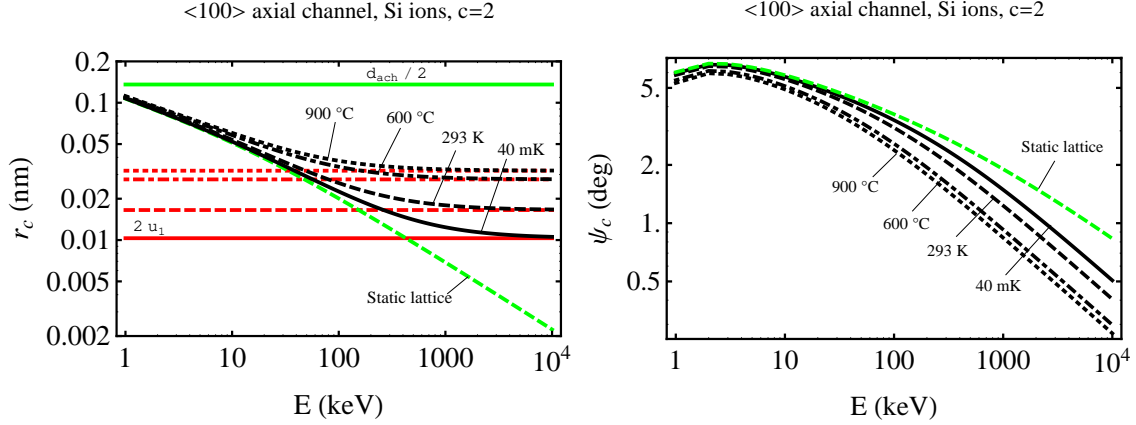 <100> axial channel, Si ions, c=2
0.2
0.1
0.05
0.02
0.01
0.005
0.002
r_c (nm)
d_ach / 2
900 °C
600 °C
293 K
40 mK
2 u_1
Static lattice
1
10
100
1000
10^4
E (keV)
<100> axial channel, Si ions, c=2
5.
2
1.
0.5
ψ_c (deg)
Static lattice
900 °C
600 °C
293 K
40 mK
1
10
100
1000
10^4
E (keV)